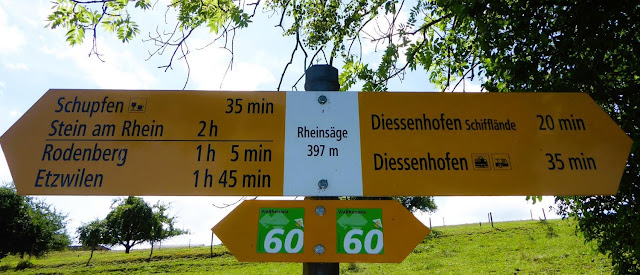 Schupfen 35 min
Stein am Rhein 2 h
Rodenberg 1 h 5 min
Etzwilen 1 h 45 min
Rheinsäge
397 m
Diessenhofen Schifflände 20 min
Diessenhofen 35 min
60
60